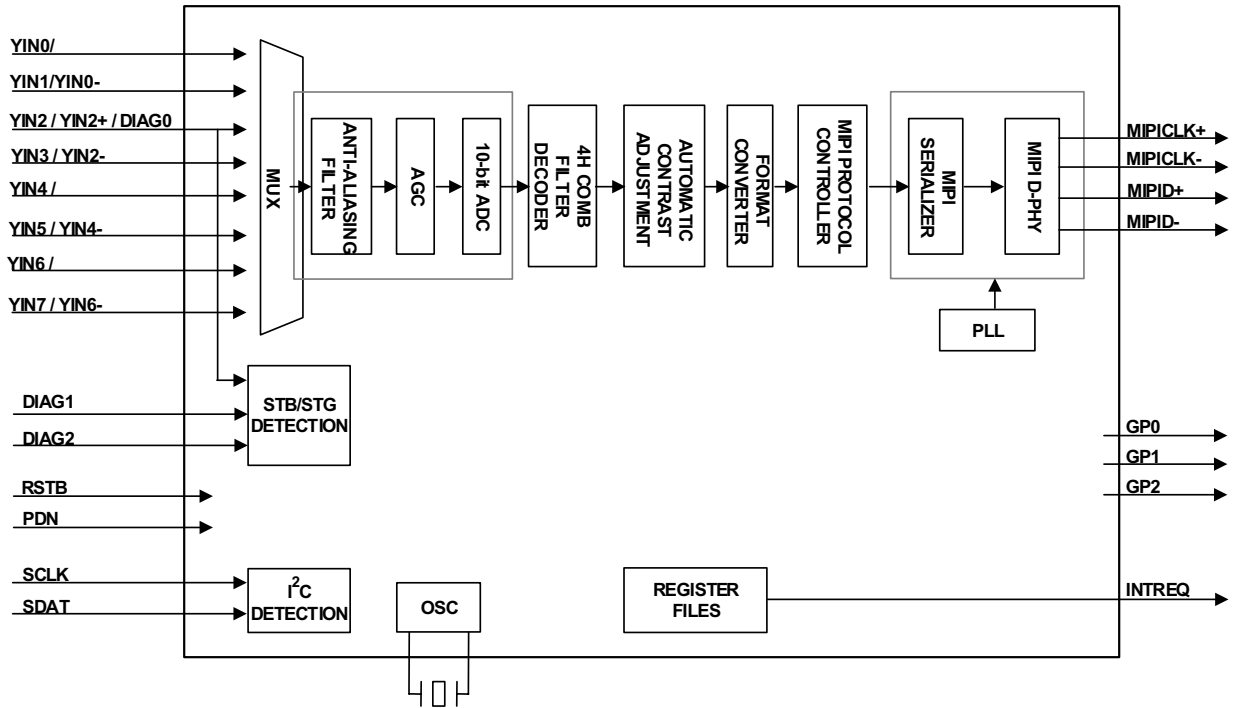 YIN0/
YIN1/YIN0-
YIN2 / YIN2+ / DIAG0
YIN3 / YIN2-
YIN4 /
YIN5 / YIN4-
YIN6 /
YIN7 / YIN6-
MUX
ANTI-ALIASING
FILTER
AGC
10-bit ADC
4H COMB
FILTER
DECODER
AUTOMATIC
CONTRAST
ADJUSTMENT
FORMAT
CONVERTER
MIPI PROTOCOL
CONTROLLER
MIPI
SERIALIZER
MIPI D-PHY
MIPICLK+
MIPICLK-
MIPID+
MIPID-
PLL
DIAG1
DIAG2
STB/STG
DETECTION
GP0
GP1
GP2
RSTB
PDN
SCLK
SDAT
I²C
DETECTION
OSC
REGISTER
FILES
INTREQ